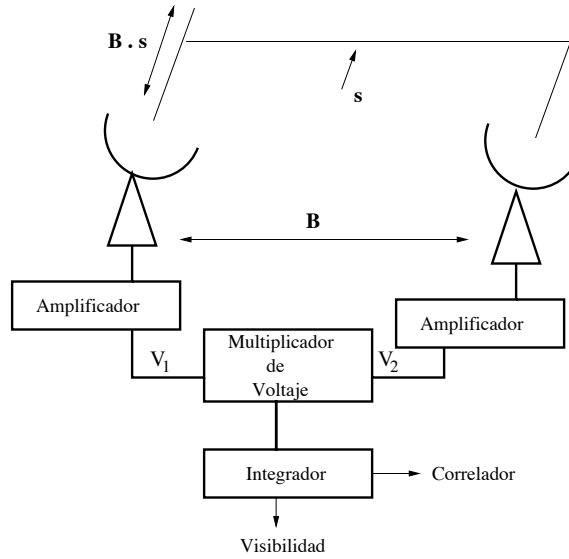 B . s
s
B
Amplificador
Amplificador
V1
Multiplicador
de
Voltaje
V2
Integrador
Correlador
Visibilidad